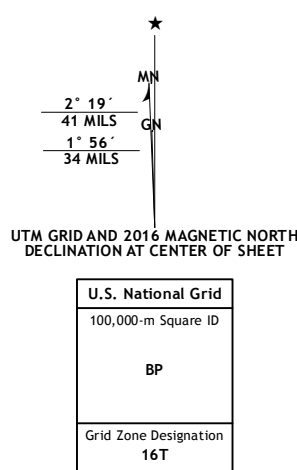 MN
2° 19´
41 MILS
GN
1° 56´
34 MILS
UTM GRID AND 2016 MAGNETIC NORTH
DECLINATION AT CENTER OF SHEET
U.S. National Grid
100,000-m Square ID
BP
Grid Zone Designation
16T